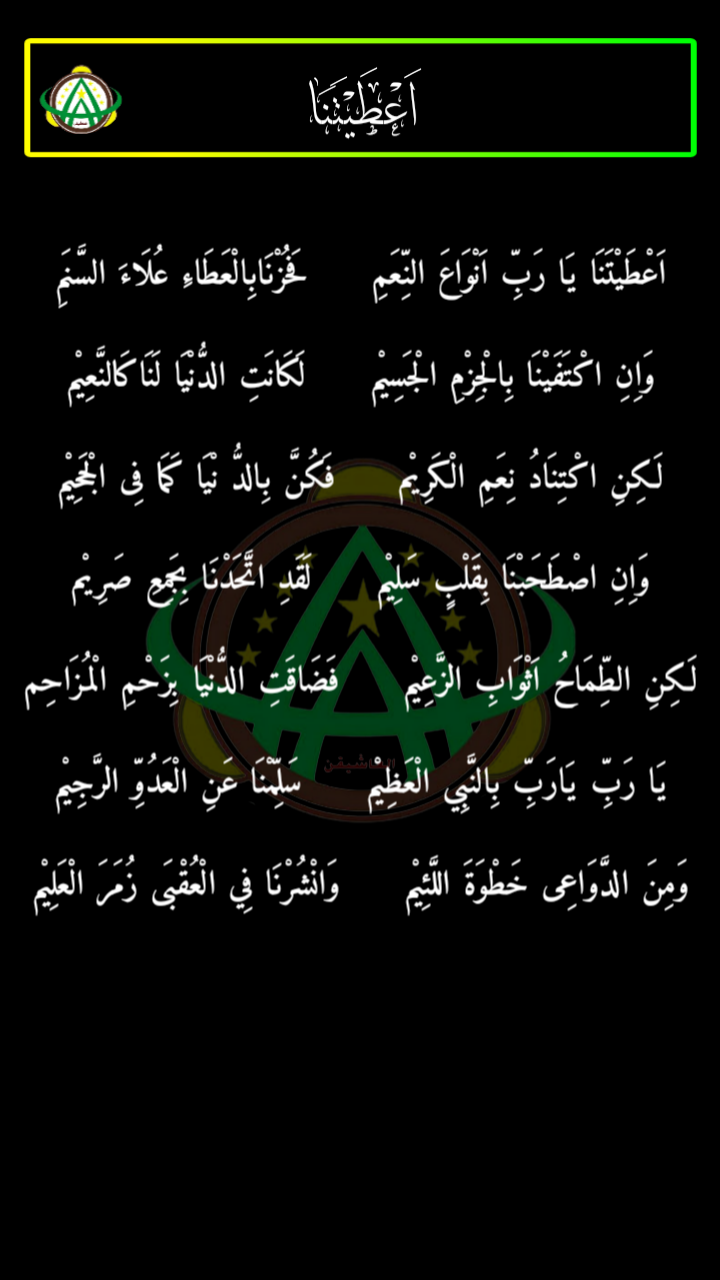 اَعْطَيْتَنَا
اَعْطَيْتَنَا يَا رَبِّ اَنْوَاعَ النِّعَمِ فَحُزْنَابِالْعَطَاءِ عُلَاءَ السَّنَمِ
وَاِنِ اكْتَفَيْنَا بِالْجِزْمِ الْجَسِيْمْ لَكَانَتِ الدُّنْيَا لَنَا كَالنَّعِيْمْ
لَكِنِ اكْتِنَادُ نِعَمِ الْكَرِيْمْ فَكُنَّ بِالدُّ نْيَا كَمَا فِى الْجَحِيْمْ
وَاِنِ اصْطَحَبْنَا بِقَلْبٍ سَلِيْمْ لَقَدِ اتَّحَدْنَا بِجَمِعِ صَرِيْم
لَكِنِ الطِّمَاحُ اَثْوَابِ الزَّعِيْمْ فَضَاقَتِ الدُّنْيَا بِزَحْمِ الْمُزَاحِم
يَا رَبِّ يَارَبِّ بِالنَّبِي الْعَظِيْمْ سَلِّمْنَا عَنِ الْعَدُوِّ الرَّجِيْمْ
وَمِنَ الدَّوَاعِى خَطْوَةَ اللَّئِيْمْ وَانْشُرْنَا فِي الْعُقْبَى زُمَرَ الْعَلِيْمْ